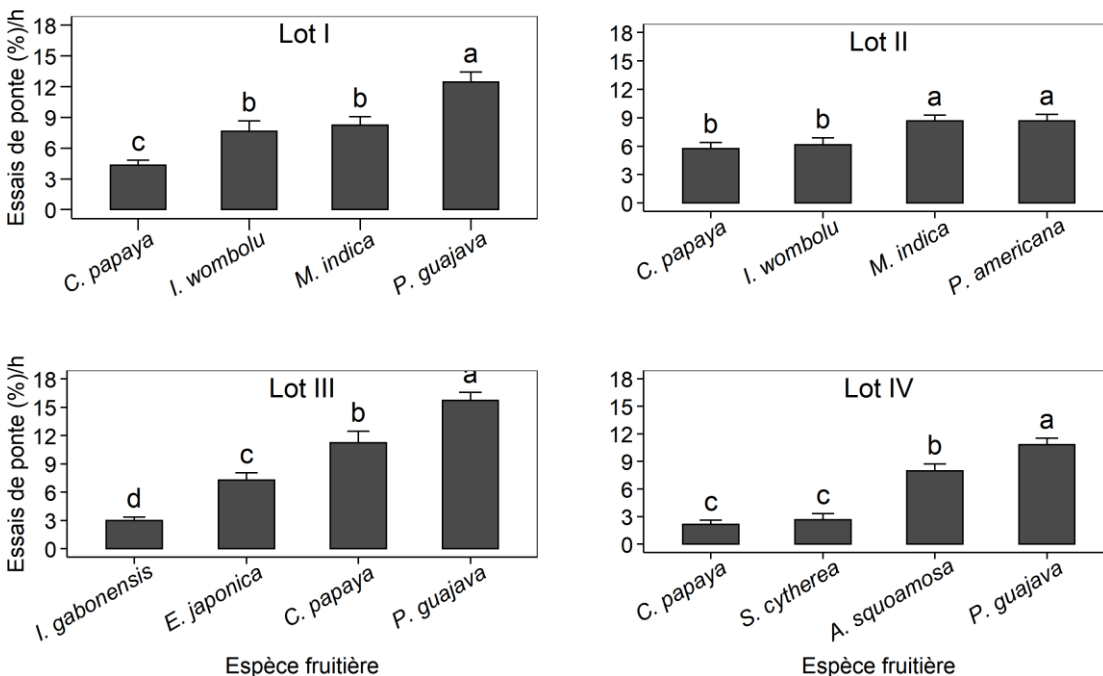 Lot I
Essais de ponte (%)/h
18
15
12
9
6
3
0
c
b
b
a
C. papaya
I. wombolu
M. indica
P. guajava
Lot II
18
15
12
9
6
3
0
b
b
a
a
C. papaya
I. wombolu
M. indica
P. americana
Lot III
Essais de ponte (%)/h
18
15
12
9
6
3
0
d
c
b
a
I. gabonensis
E. japonica
C. papaya
P. guajava
Espèce fruitière
Lot IV
18
15
12
9
6
3
0
c
c
b
a
C. papaya
S. cytherea
A. squoamosa
P. guajava
Espèce fruitière